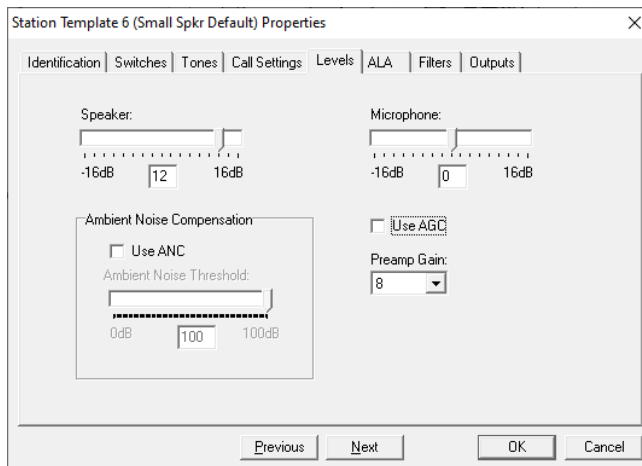 Station Template 6 (Small Spkr Default) Properties
Identification Switches Tones Call Settings Levels ALA Filters Outputs
Speaker:
-16dB 12 16dB
Microphone:
-16dB 0 16dB
Ambient Noise Compensation
Use ANC
Ambient Noise Threshold:
0dB 100 100dB
Use AGC
Preamp Gain:
8
Previous Next OK Cancel